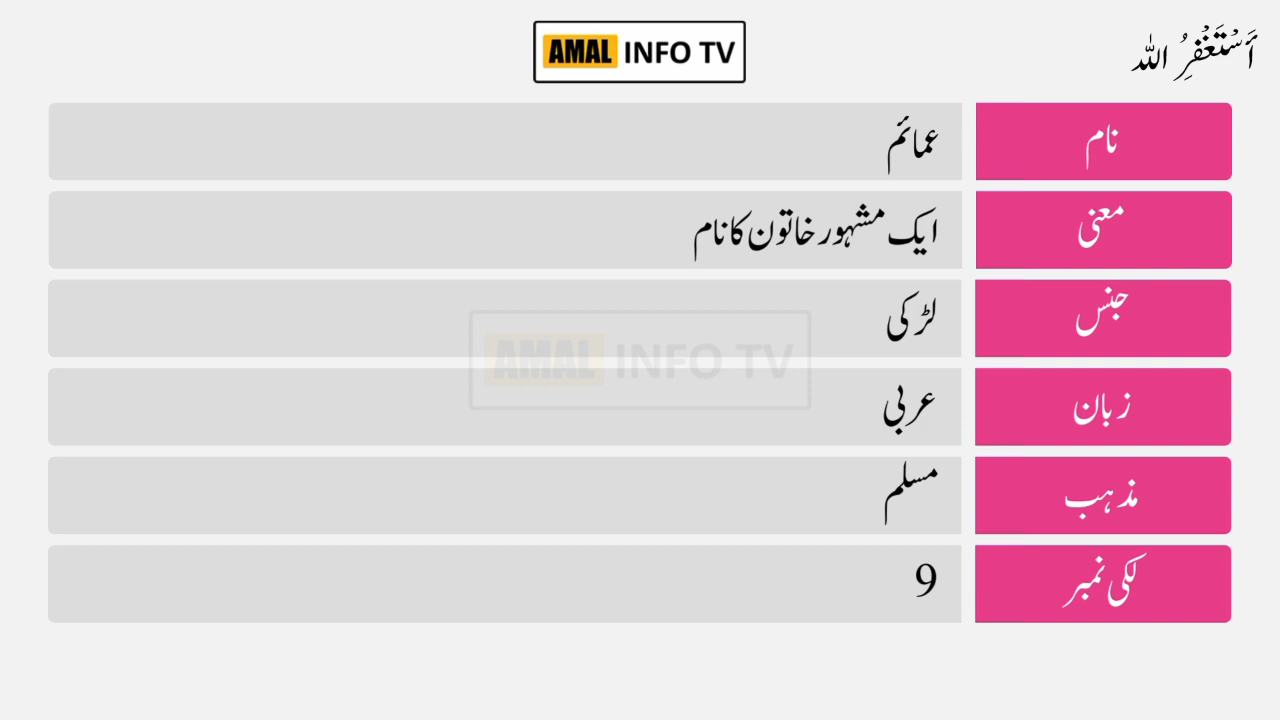 AMAL INFO TV
أَسْتَغْفِرُ اللّٰہ
نام عمائم
معنی ایک مشہور خاتون کا نام
جنس لڑکی
زبان عربی
مذہب مسلم
لکی نمبر 9
AMAL INFO TV